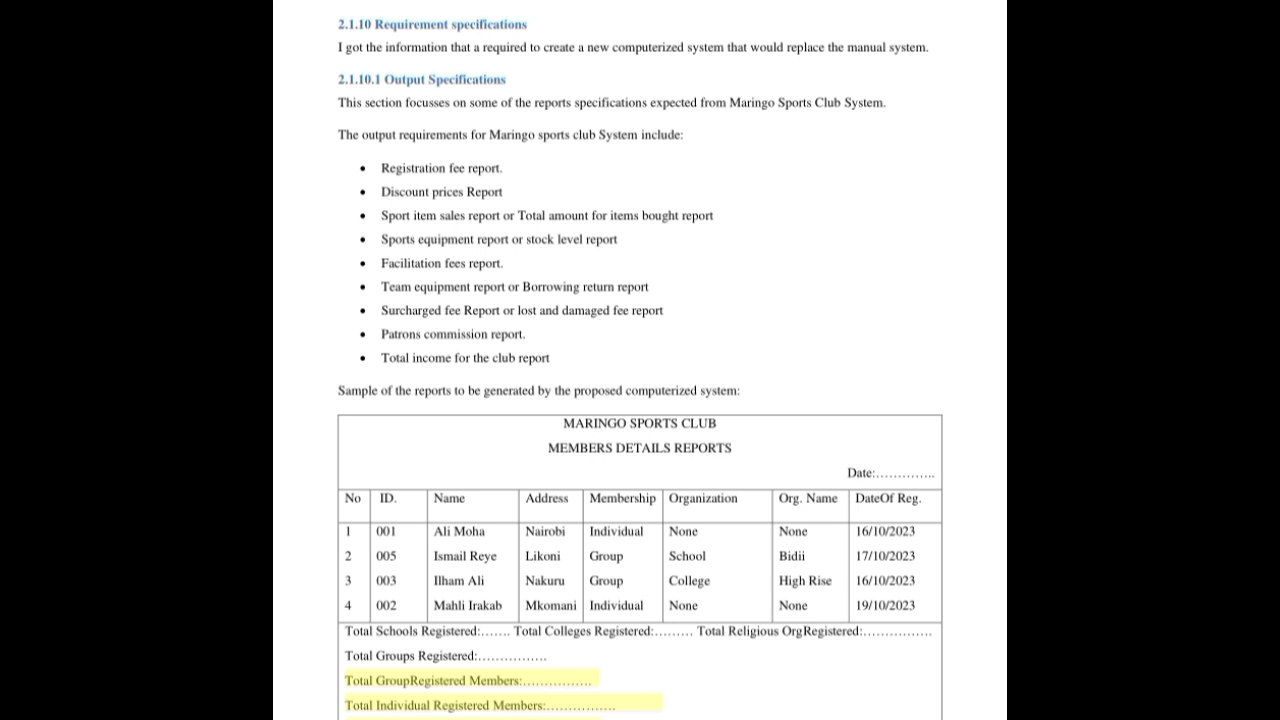 2.1.10 Requirement specifications
I got the information that a required to create a new computerized system that would replace the manual system.
2.1.10.1 Output Specifications
This section focusses on some of the reports specifications expected from Maringo Sports Club System.
The output requirements for Maringo sports club System include:
• Registration fee report.
• Discount prices Report
• Sport item sales report or Total amount for items bought report
• Sports equipment report or stock level report
• Facilitation fees report.
• Team equipment report or Borrowing return report
• Surcharged fee Report or lost and damaged fee report
• Patrons commission report.
• Total income for the club report
Sample of the reports to be generated by the proposed computerized system:
MARINGO SPORTS CLUB
MEMBERS DETAILS REPORTS
Date:..............
No ID. Name Address Membership Organization Org. Name DateOf Reg.
1 001 Ali Moha Nairobi Individual None None 16/10/2023
2 005 Ismail Reye Likoni Group School Bidii 17/10/2023
3 003 Ilham Ali Nakuru Group College High Rise 16/10/2023
4 002 Mahli Irakab Mkomani Individual None None 19/10/2023
Total Schools Registered:....... Total Colleges Registered:......... Total Religious OrgRegistered:................
Total Groups Registered:................
Total GroupRegistered Members:................
Total Individual Registered Members:................